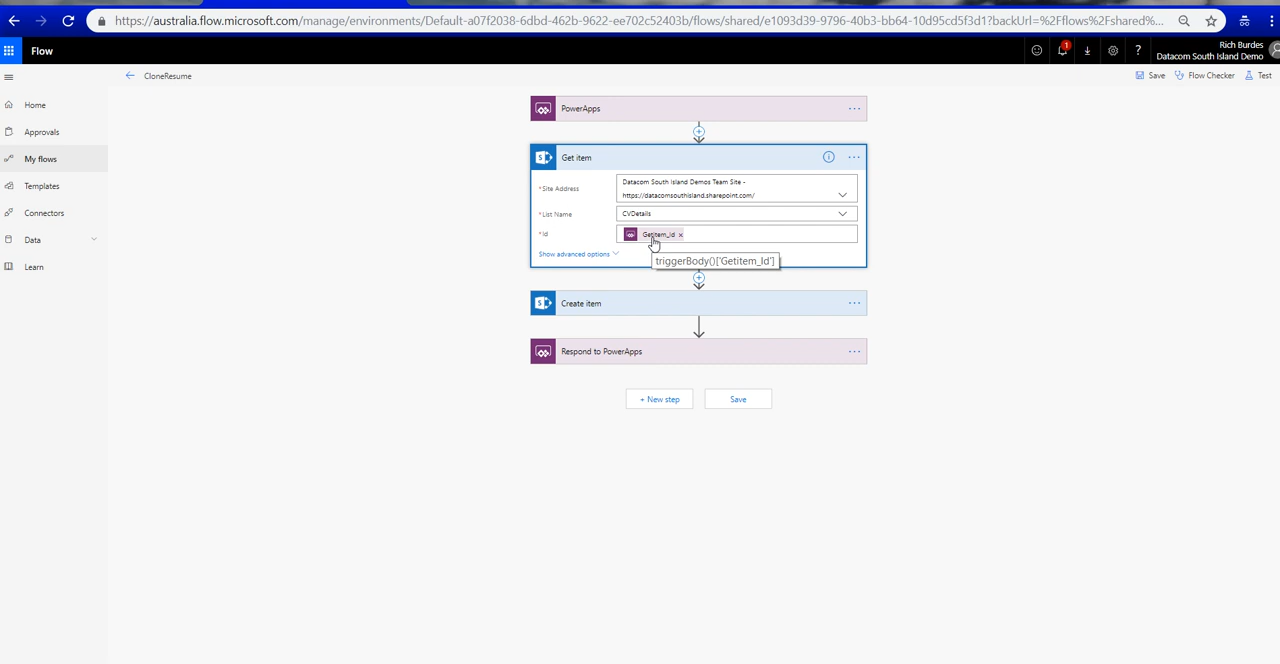 https://australia.flow.microsoft.com/manage/environments/Default-a07f2038-6dbd-462b-9622-ee702c52403b/flows/shared/e1093d39-9796-40b3-bb64-10d95cd5f3d1?backUrl=%2Fflows%2Fshared%...
Flow
1
?
Rich Burdes
Datacom South Island Demo
CloneResume
Save
Flow Checker
Test
Home
Approvals
My flows
Templates
Connectors
Data
Learn
PowerApps
...
Get item
...
*Site Address
Datacom South Island Demos Team Site -
https://datacomsouthisland.sharepoint.com/
*List Name
CVDetails
*Id
Getitem_Id x
Show advanced options
triggerBody()['Getitem_Id']
Create item
...
Respond to PowerApps
...
+ New step
Save